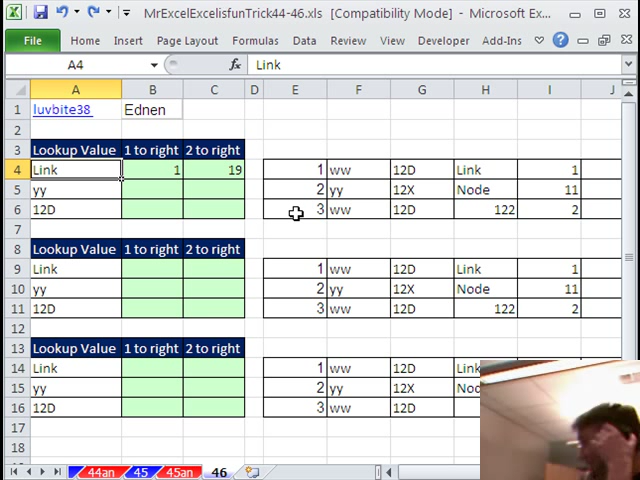 MrExcelExcelisfunTrick44-46.xls [Compatibility Mode] - Microsoft Ex...
File Home Insert Page Layout Formulas Data Review View Developer Add-Ins
A4 fx Link
A B C D E F G H I J
1 luvbite38 Ednen
2
3 Lookup Value 1 to right 2 to right
4 Link 1 19 1 ww 12D Link 1
5 yy 2 yy 12X Node 11
6 12D 3 ww 12D 122 2
7
8 Lookup Value 1 to right 2 to right
9 Link 1 ww 12D Link 1
10 yy 2 yy 12X Node 11
11 12D 3 ww 12D 122 2
12
13 Lookup Value 1 to right 2 to right
14 Link 1 ww 12D Link
15 yy 2 yy 12X Nod
16 12D 3 ww 12D
17
18
44an 45 45an 46